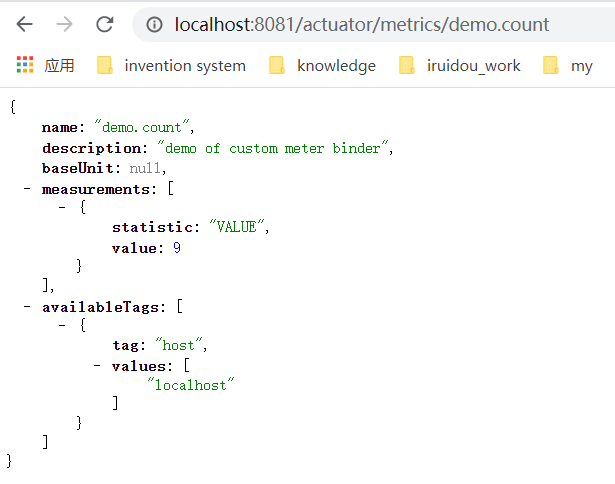 localhost:8081/actuator/metrics/demo.count
应用 invention system knowledge iruidou_work my
{
name: "demo.count",
description: "demo of custom meter binder",
baseUnit: null,
- measurements: [
- {
statistic: "VALUE",
value: 9
}
],
- availableTags: [
- {
tag: "host",
- values: [
"localhost"
]
}
]
}